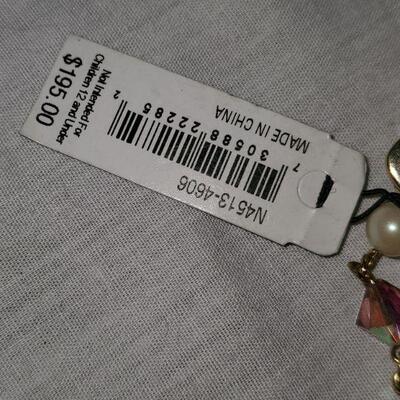 N4513-4606
7 30588 22285 2
MADE IN CHINA
Not Intended For
Children 12 and Under
$195.00